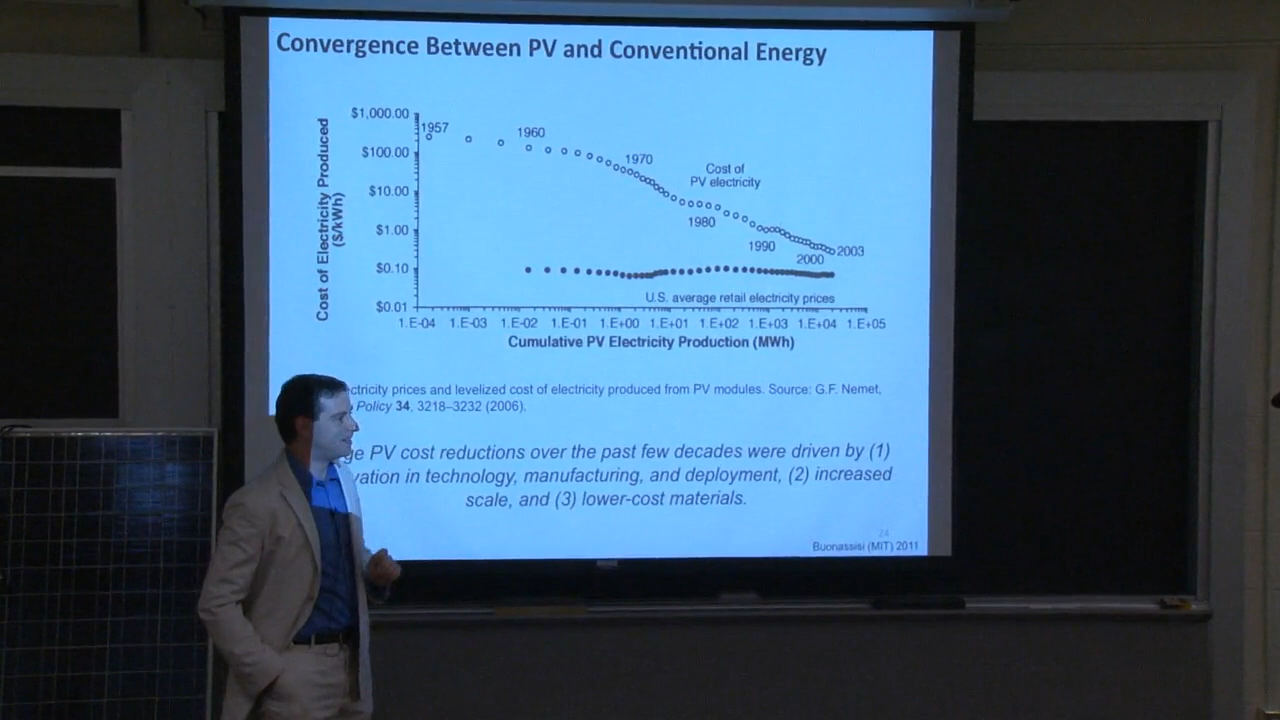 Convergence Between PV and Conventional Energy
$1,000.00
$100.00
$10.00
$1.00
$0.10
$0.01
Cost of Electricity Produced
($/kWh)
1957
1960
1970
Cost of
PV electricity
1980
1990
2000
2003
U.S. average retail electricity prices
1.E-04 1.E-03 1.E-02 1.E-01 1.E+00 1.E+01 1.E+02 1.E+03 1.E+04 1.E+05
Cumulative PV Electricity Production (MWh)
ctricity prices and levelized cost of electricity produced from PV modules. Source: G.F. Nemet,
Policy 34, 3218–3232 (2006).
ge PV cost reductions over the past few decades were driven by (1)
vation in technology, manufacturing, and deployment, (2) increased
scale, and (3) lower-cost materials.
24
Buonassisi (MIT) 2011